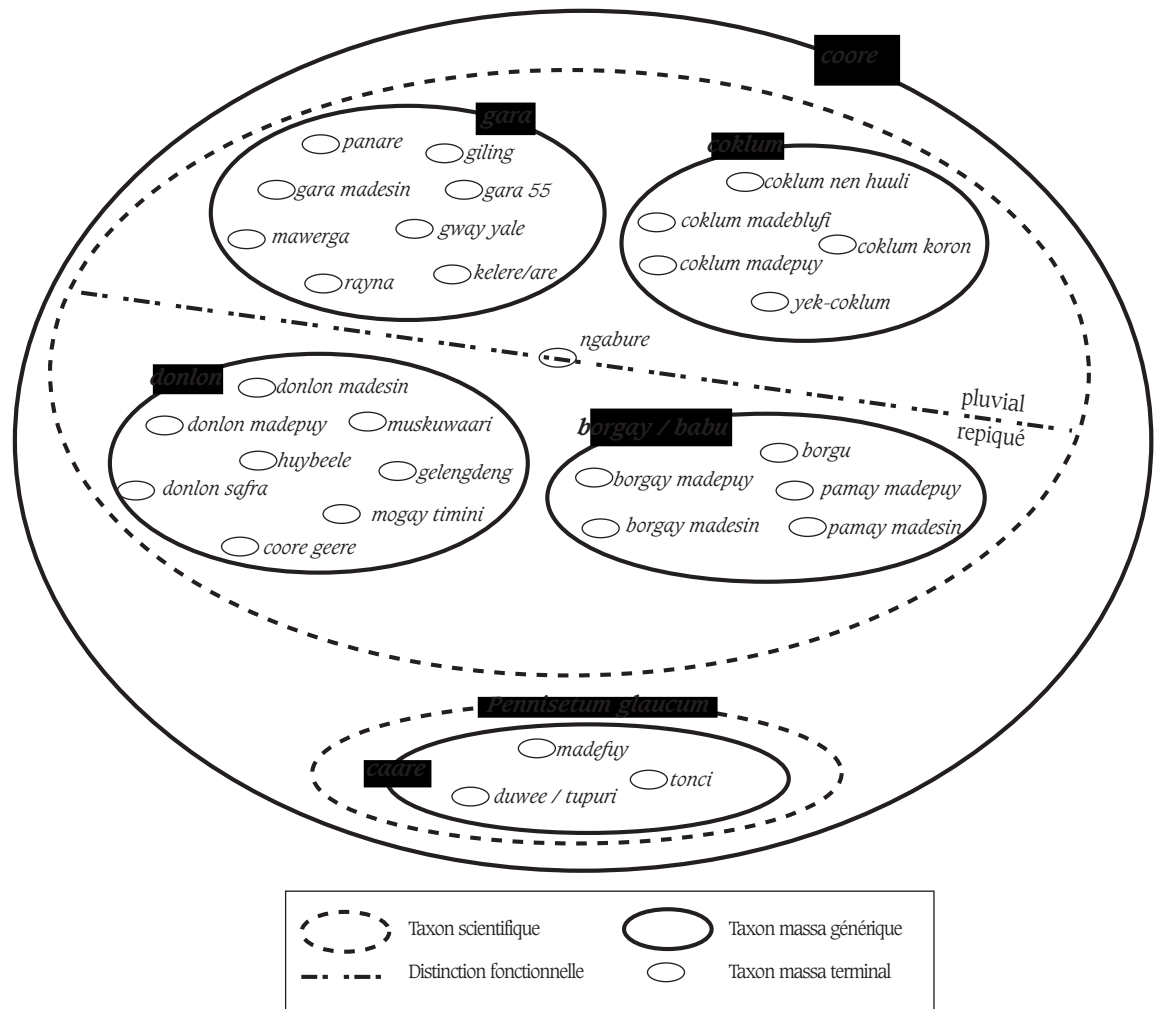 coore
gara
panare
giling
gara madesin
gara 55
mawerga
gway yale
rayna
kelere/are
coklum
coklum nen huuli
coklum madeblufi
coklum koron
coklum madepuy
yek-coklum
ngabure
pluvial
repiqué
donlon
donlon madesin
donlon madepuy
muskuwaari
huybeele
gelengdeng
donlon safra
mogay timini
coore geere
borgay / babu
borgu
borgay madepuy
pamay madepuy
borgay madesin
pamay madesin
Pennisetum glaucum
caare
madefuy
tonci
duwee / tupuri
Taxon scientifique
Taxon massa générique
Distinction fonctionnelle
Taxon massa terminal